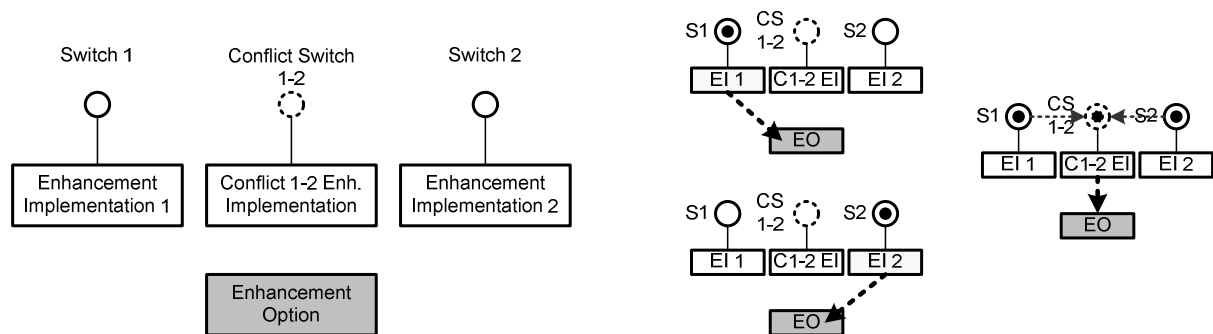 Switch 1
Conflict Switch
1-2
Switch 2
Enhancement
Implementation 1
Conflict 1-2 Enh.
Implementation
Enhancement
Implementation 2
Enhancement
Option
S1
CS
1-2
S2
EI 1
C1-2 EI
EI 2
EO
S1
CS
1-2
S2
EI 1
C1-2 EI
EI 2
EO
S1
CS
1-2
S2
EI 1
C1-2 EI
EI 2
EO